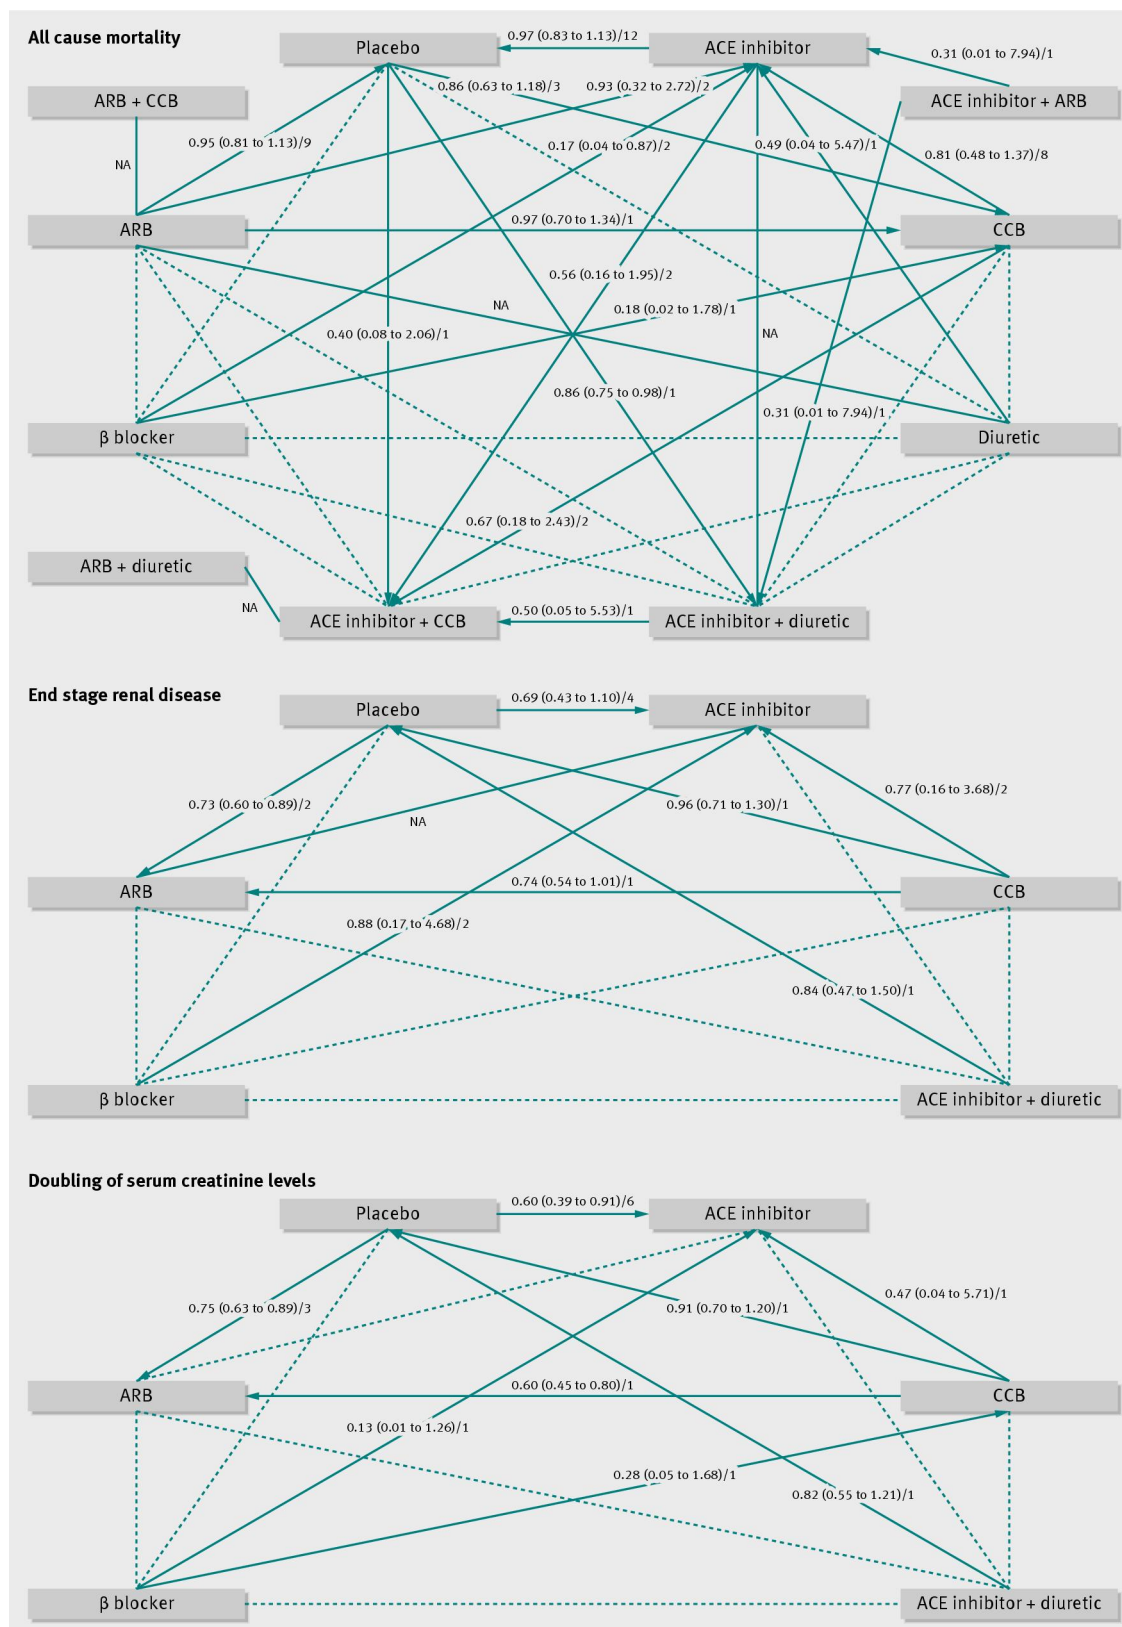 All cause mortality
Placebo
0.97 (0.83 to 1.13)/12
ACE inhibitor
0.31 (0.01 to 7.94)/1
ARB + CCB
0.86 (0.63 to 1.18)/3
0.93 (0.32 to 2.72)/2
ACE inhibitor + ARB
NA
0.95 (0.81 to 1.13)/9
0.17 (0.04 to 0.87)/2
0.49 (0.04 to 5.47)/1
0.81 (0.48 to 1.37)/8
ARB
0.97 (0.70 to 1.34)/1
CCB
0.56 (0.16 to 1.95)/2
NA
0.18 (0.02 to 1.78)/1
0.40 (0.08 to 2.06)/1
NA
0.86 (0.75 to 0.98)/1
0.31 (0.01 to 7.94)/1
β blocker
Diuretic
0.67 (0.18 to 2.43)/2
ARB + diuretic
NA
ACE inhibitor + CCB
0.50 (0.05 to 5.53)/1
ACE inhibitor + diuretic
End stage renal disease
Placebo
0.69 (0.43 to 1.10)/4
ACE inhibitor
0.73 (0.60 to 0.89)/2
NA
0.96 (0.71 to 1.30)/1
0.77 (0.16 to 3.68)/2
ARB
0.74 (0.54 to 1.01)/1
CCB
0.88 (0.17 to 4.68)/2
0.84 (0.47 to 1.50)/1
β blocker
ACE inhibitor + diuretic
Doubling of serum creatinine levels
Placebo
0.60 (0.39 to 0.91)/6
ACE inhibitor
0.75 (0.63 to 0.89)/3
0.91 (0.70 to 1.20)/1
0.47 (0.04 to 5.71)/1
ARB
0.60 (0.45 to 0.80)/1
CCB
0.13 (0.01 to 1.26)/1
0.28 (0.05 to 1.68)/1
0.82 (0.55 to 1.21)/1
β blocker
ACE inhibitor + diuretic